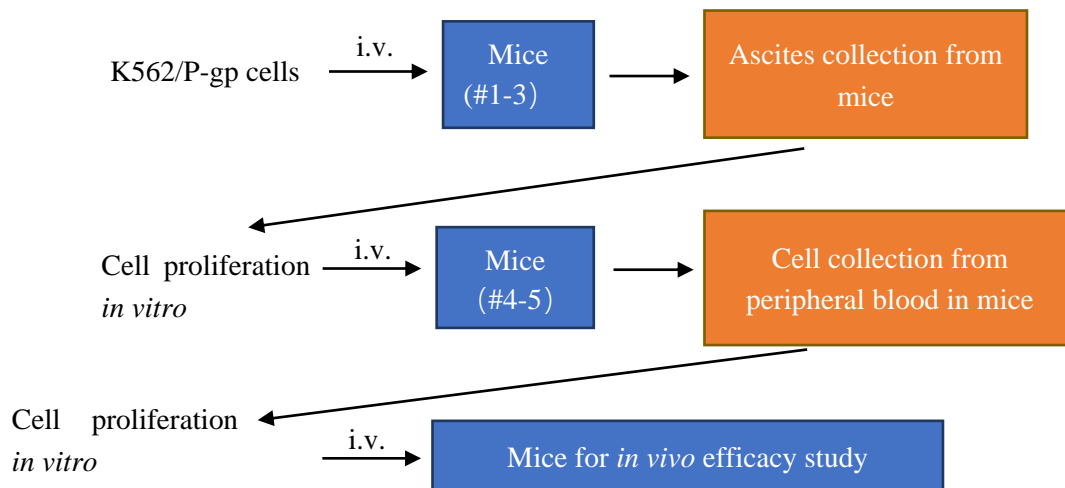 K562/P-gp cells
i.v.
Mice
(#1-3）
Ascites collection from
mice
Cell proliferation
in vitro
i.v.
Mice
(#4-5）
Cell collection from
peripheral blood in mice
Cell proliferation
in vitro
i.v.
Mice for in vivo efficacy study